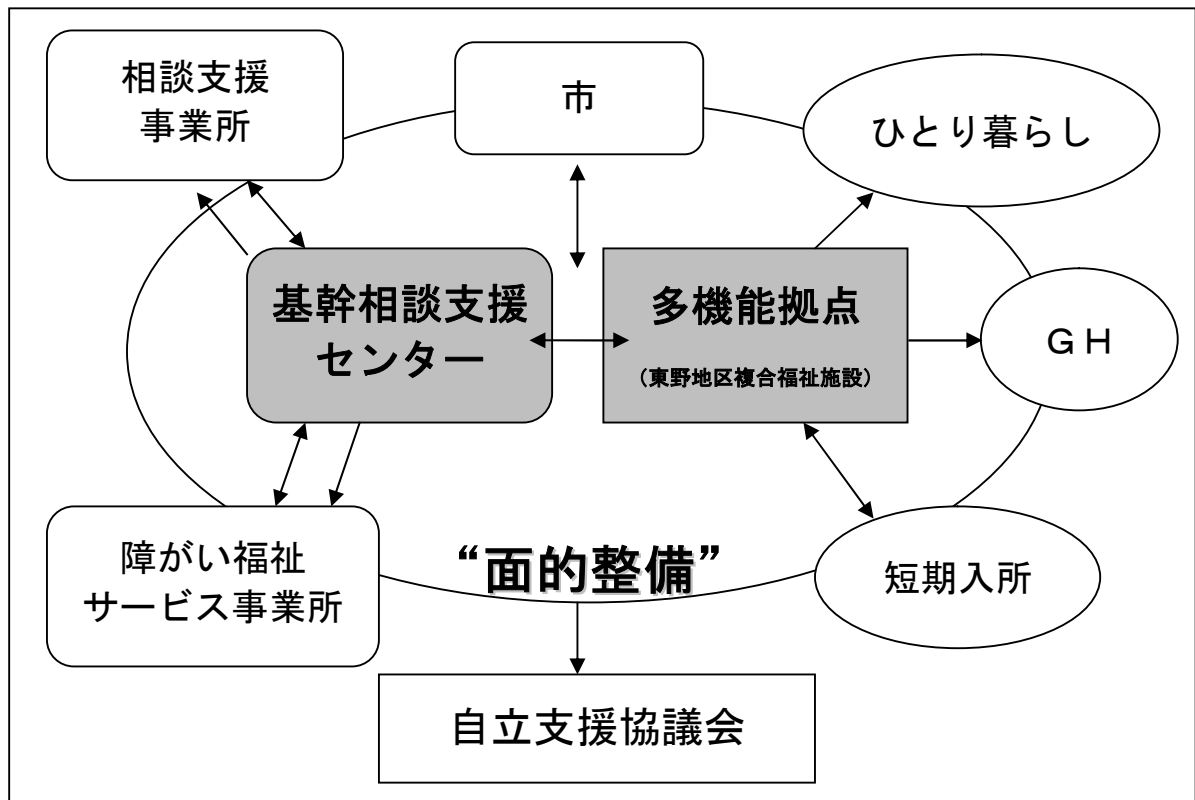 相談支援
事業所
市
ひとり暮らし
基幹相談支援
センター
多機能拠点
（東野地区複合福祉施設）
ＧＨ
障がい福祉
サービス事業所
“面的整備”
短期入所
自立支援協議会